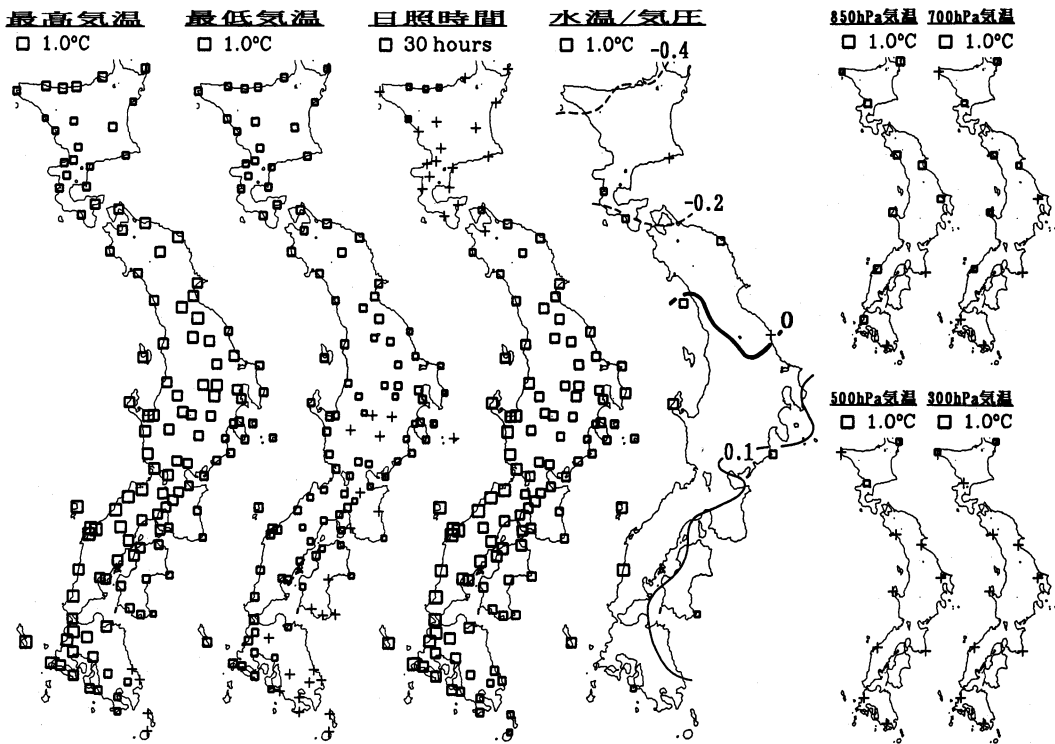 最高気温
□ 1.0°C
最低気温
□ 1.0°C
日照時間
□ 30 hours
水温/気圧
□ 1.0°C
-0.4
-0.2
0
0.1
850hPa気温
□ 1.0°C
700hPa気温
□ 1.0°C
500hPa気温
□ 1.0°C
300hPa気温
□ 1.0°C